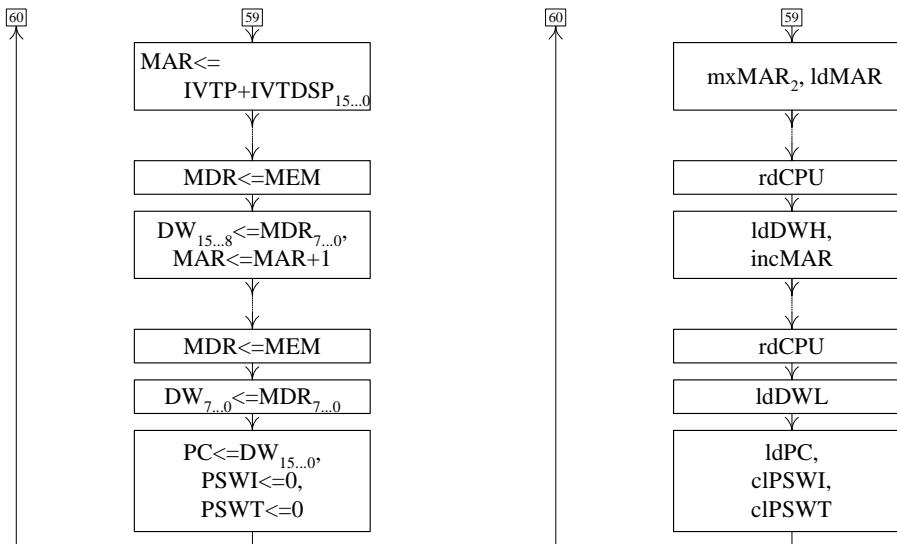 60
59
MAR<=
IVTP+IVTDSP15...0
MDR<=MEM
DW15...8<=MDR7...0,
MAR<=MAR+1
MDR<=MEM
DW7...0<=MDR7...0
PC<=DW15...0,
PSWI<=0,
PSWT<=0
60
59
mxMAR2, ldMAR
rdCPU
ldDWH,
incMAR
rdCPU
ldDWL
ldPC,
clPSWI,
clPSWT